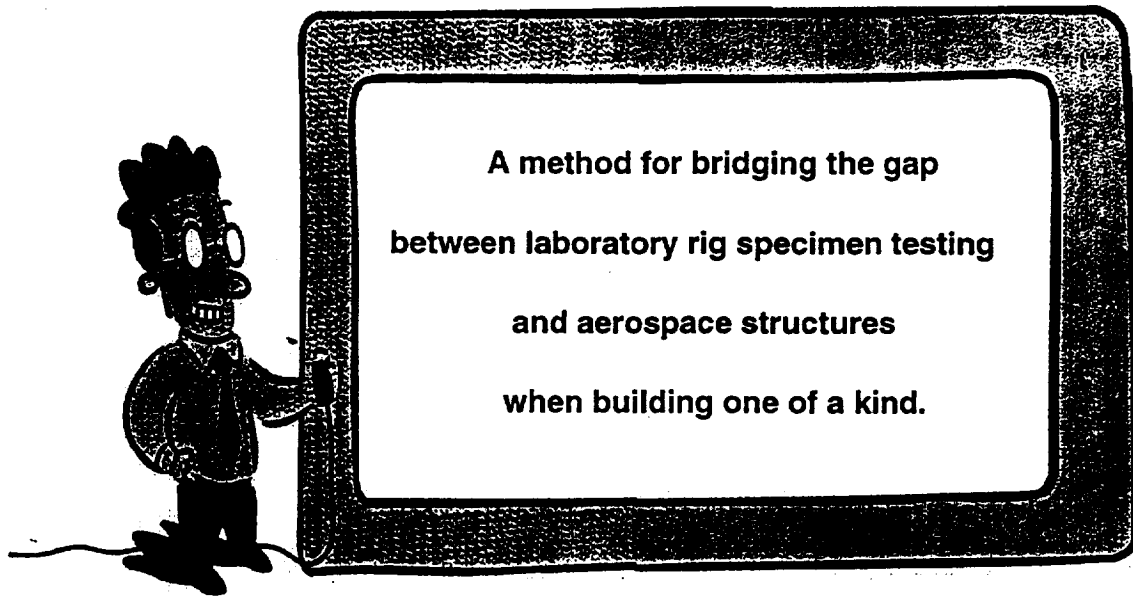 A method for bridging the gap
between laboratory rig specimen testing
and aerospace structures
when building one of a kind.